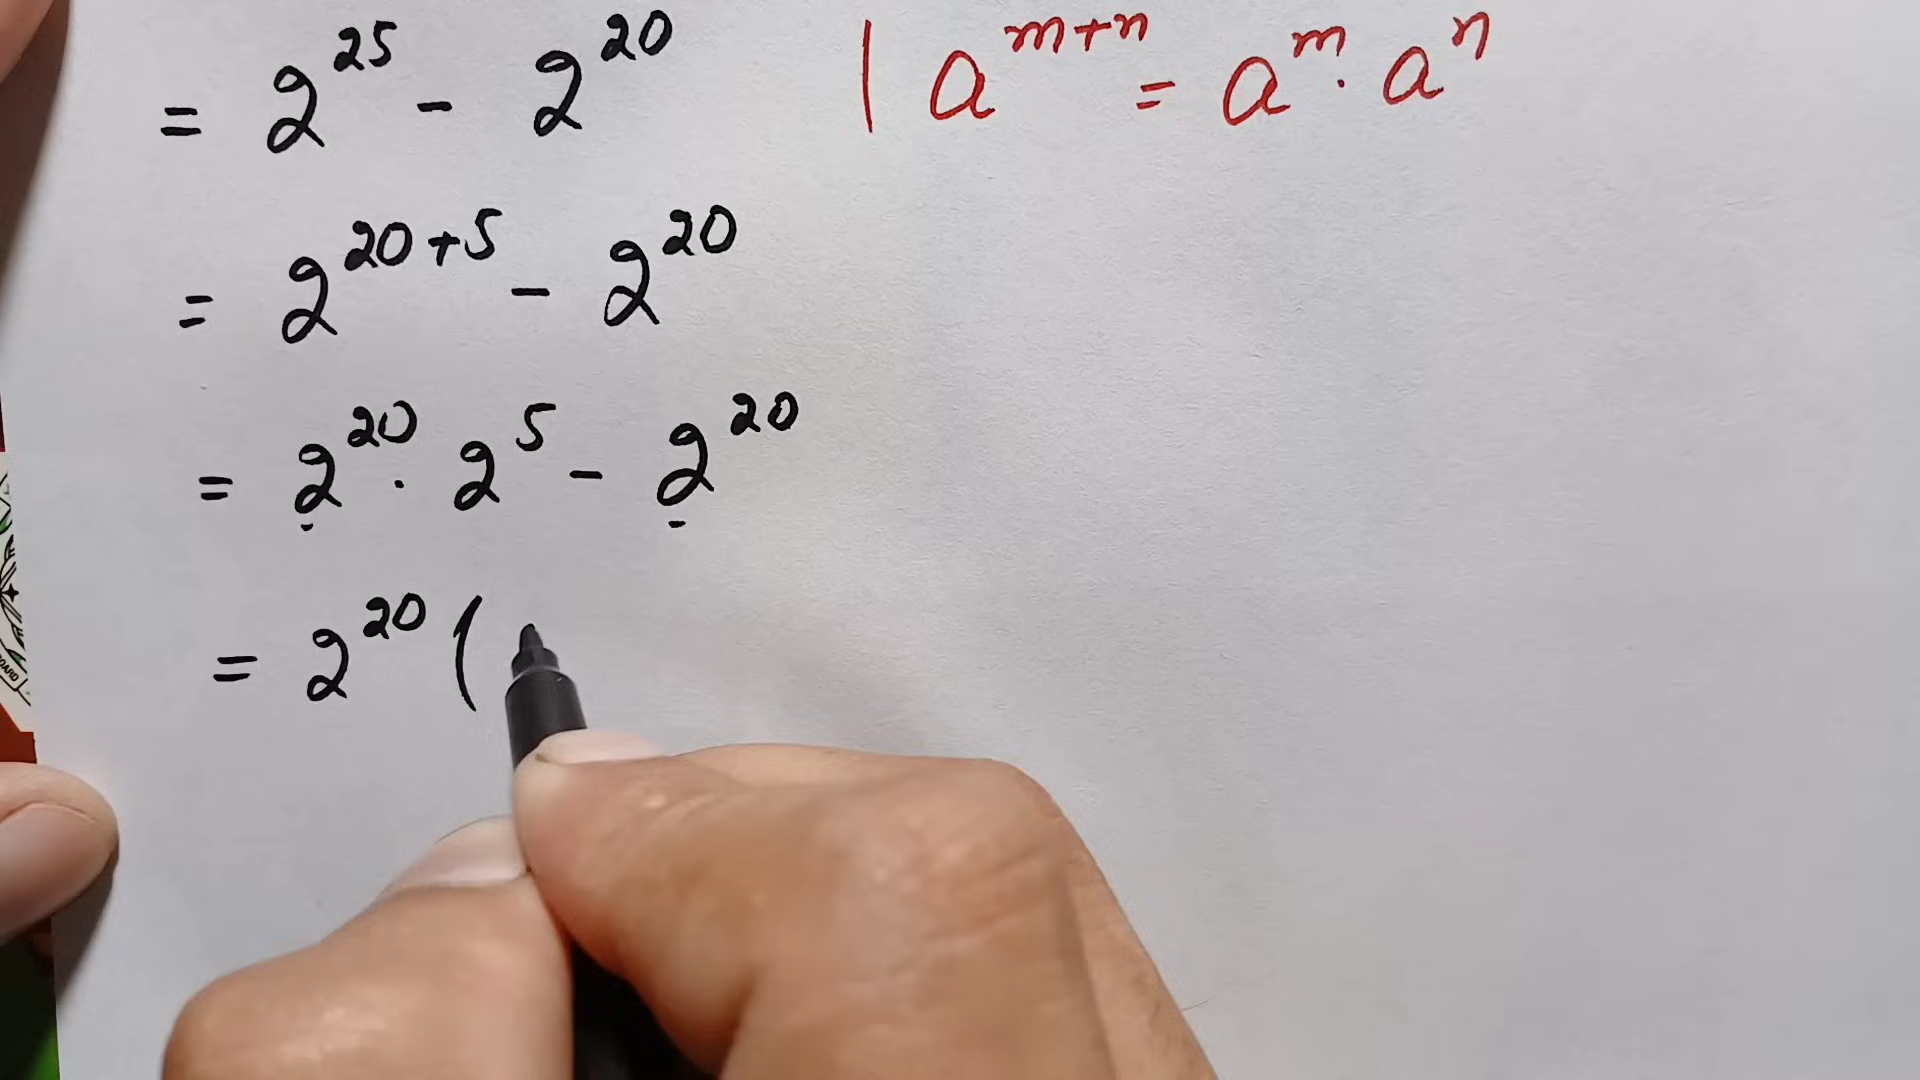 = 2^25 - 2^20 | a^m+n = a^m · a^n
= 2^20+5 - 2^20
= 2^20 · 2^5 - 2^20
= 2^20 (